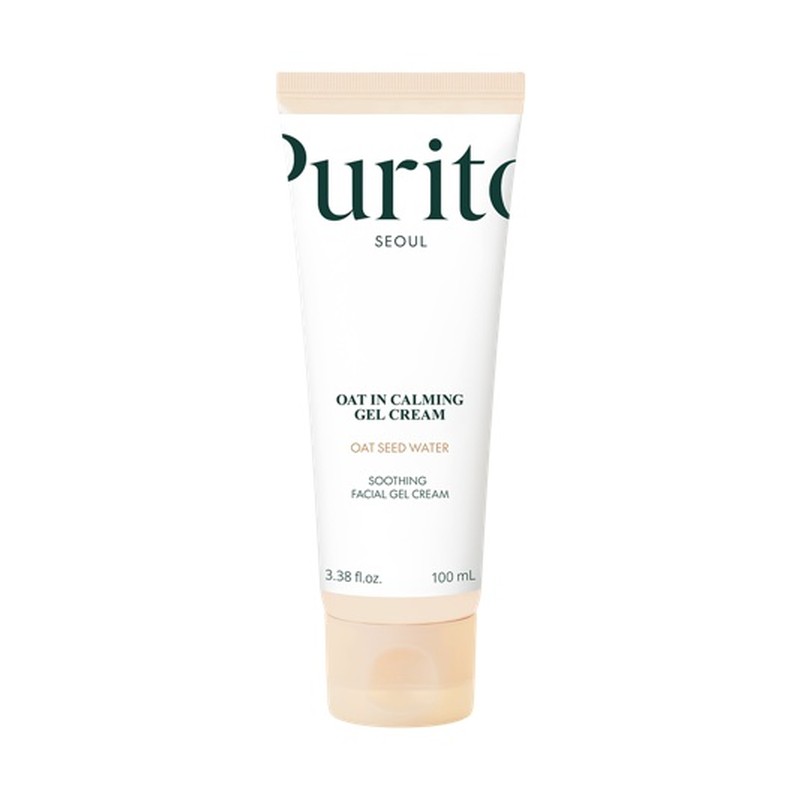 Purito
SEOUL
OAT IN CALMING
GEL CREAM
OAT SEED WATER
SOOTHING
FACIAL GEL CREAM
3.38 fl.oz. 100 mL